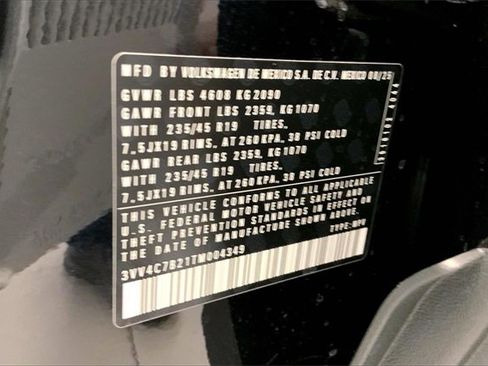 MFD BY VOLKSWAGEN DE MEXICO S.A. DE C.V. MEXICO 08/25
GVWR LBS 4608 KG 2090
GAWR FRONT LBS 2359, KG 1070
WITH 235/45 R19 TIRES,
7.5JX19 RIMS, AT 260 KPA, 38 PSI COLD
GAWR REAR LBS 2359, KG 1070
WITH 235/45 R19 TIRES,
7.5JX19 RIMS, AT 260 KPA, 38 PSI COLD
THIS VEHICLE CONFORMS TO ALL APPLICABLE
U.S. FEDERAL MOTOR VEHICLE SAFETY AND
THEFT PREVENTION STANDARDS IN EFFECT ON
THE DATE OF MANUFACTURE SHOWN ABOVE.
TYPE:MPV
3VV4C7B21TM004349